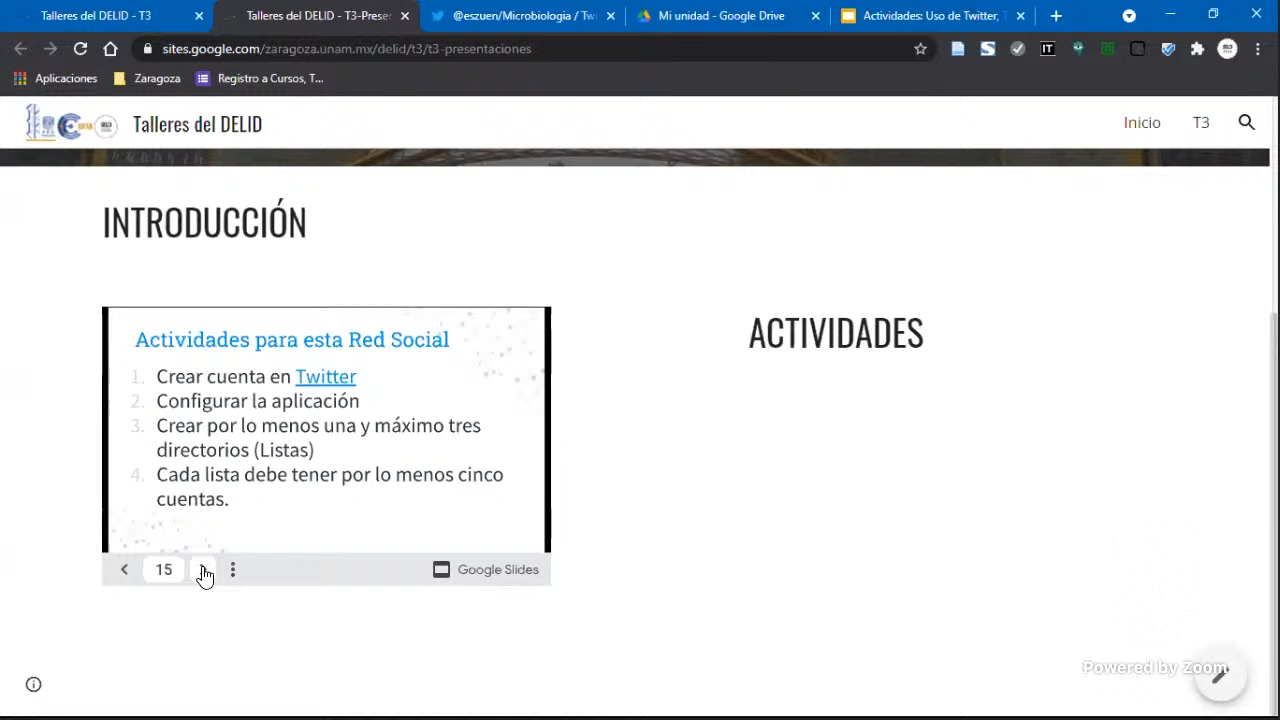 Talleres del DELID - T3
Talleres del DELID - T3-Preser
@eszuen/Microbiologia / Tw
Mi unidad - Google Drive
Actividades: Uso de Twitter,
sites.google.com/zaragoza.unam.mx/delid/t3/t3-presentaciones
Aplicaciones
Zaragoza
Registro a Cursos, T...
Talleres del DELID
Inicio
T3
INTRODUCCIÓN
Actividades para esta Red Social
1. Crear cuenta en Twitter
2. Configurar la aplicación
3. Crear por lo menos una y máximo tres
directorios (Listas)
4. Cada lista debe tener por lo menos cinco
cuentas.
15
Google Slides
ACTIVIDADES
Powered by Zoom